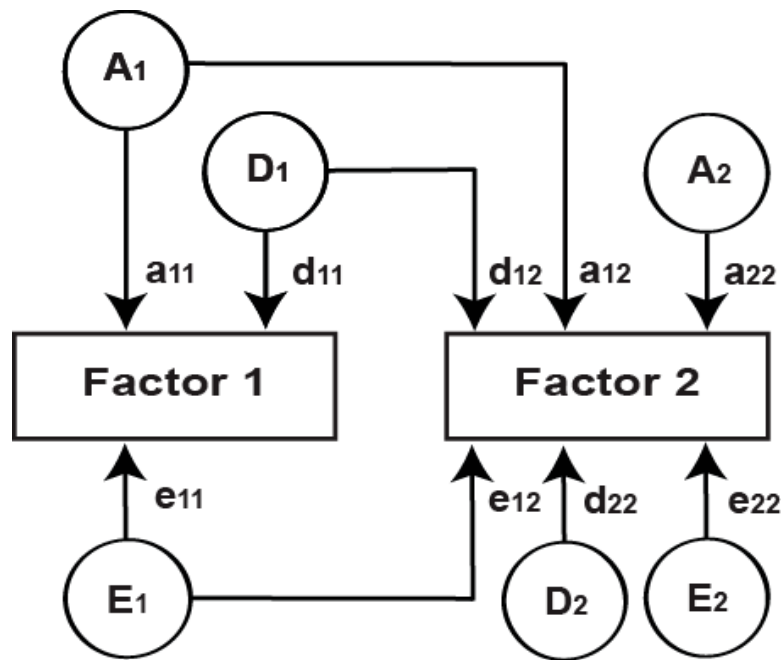 A1
D1
A2
a11
d11
d12
a12
a22
Factor 1
Factor 2
e11
e12
d22
e22
E1
D2
E2